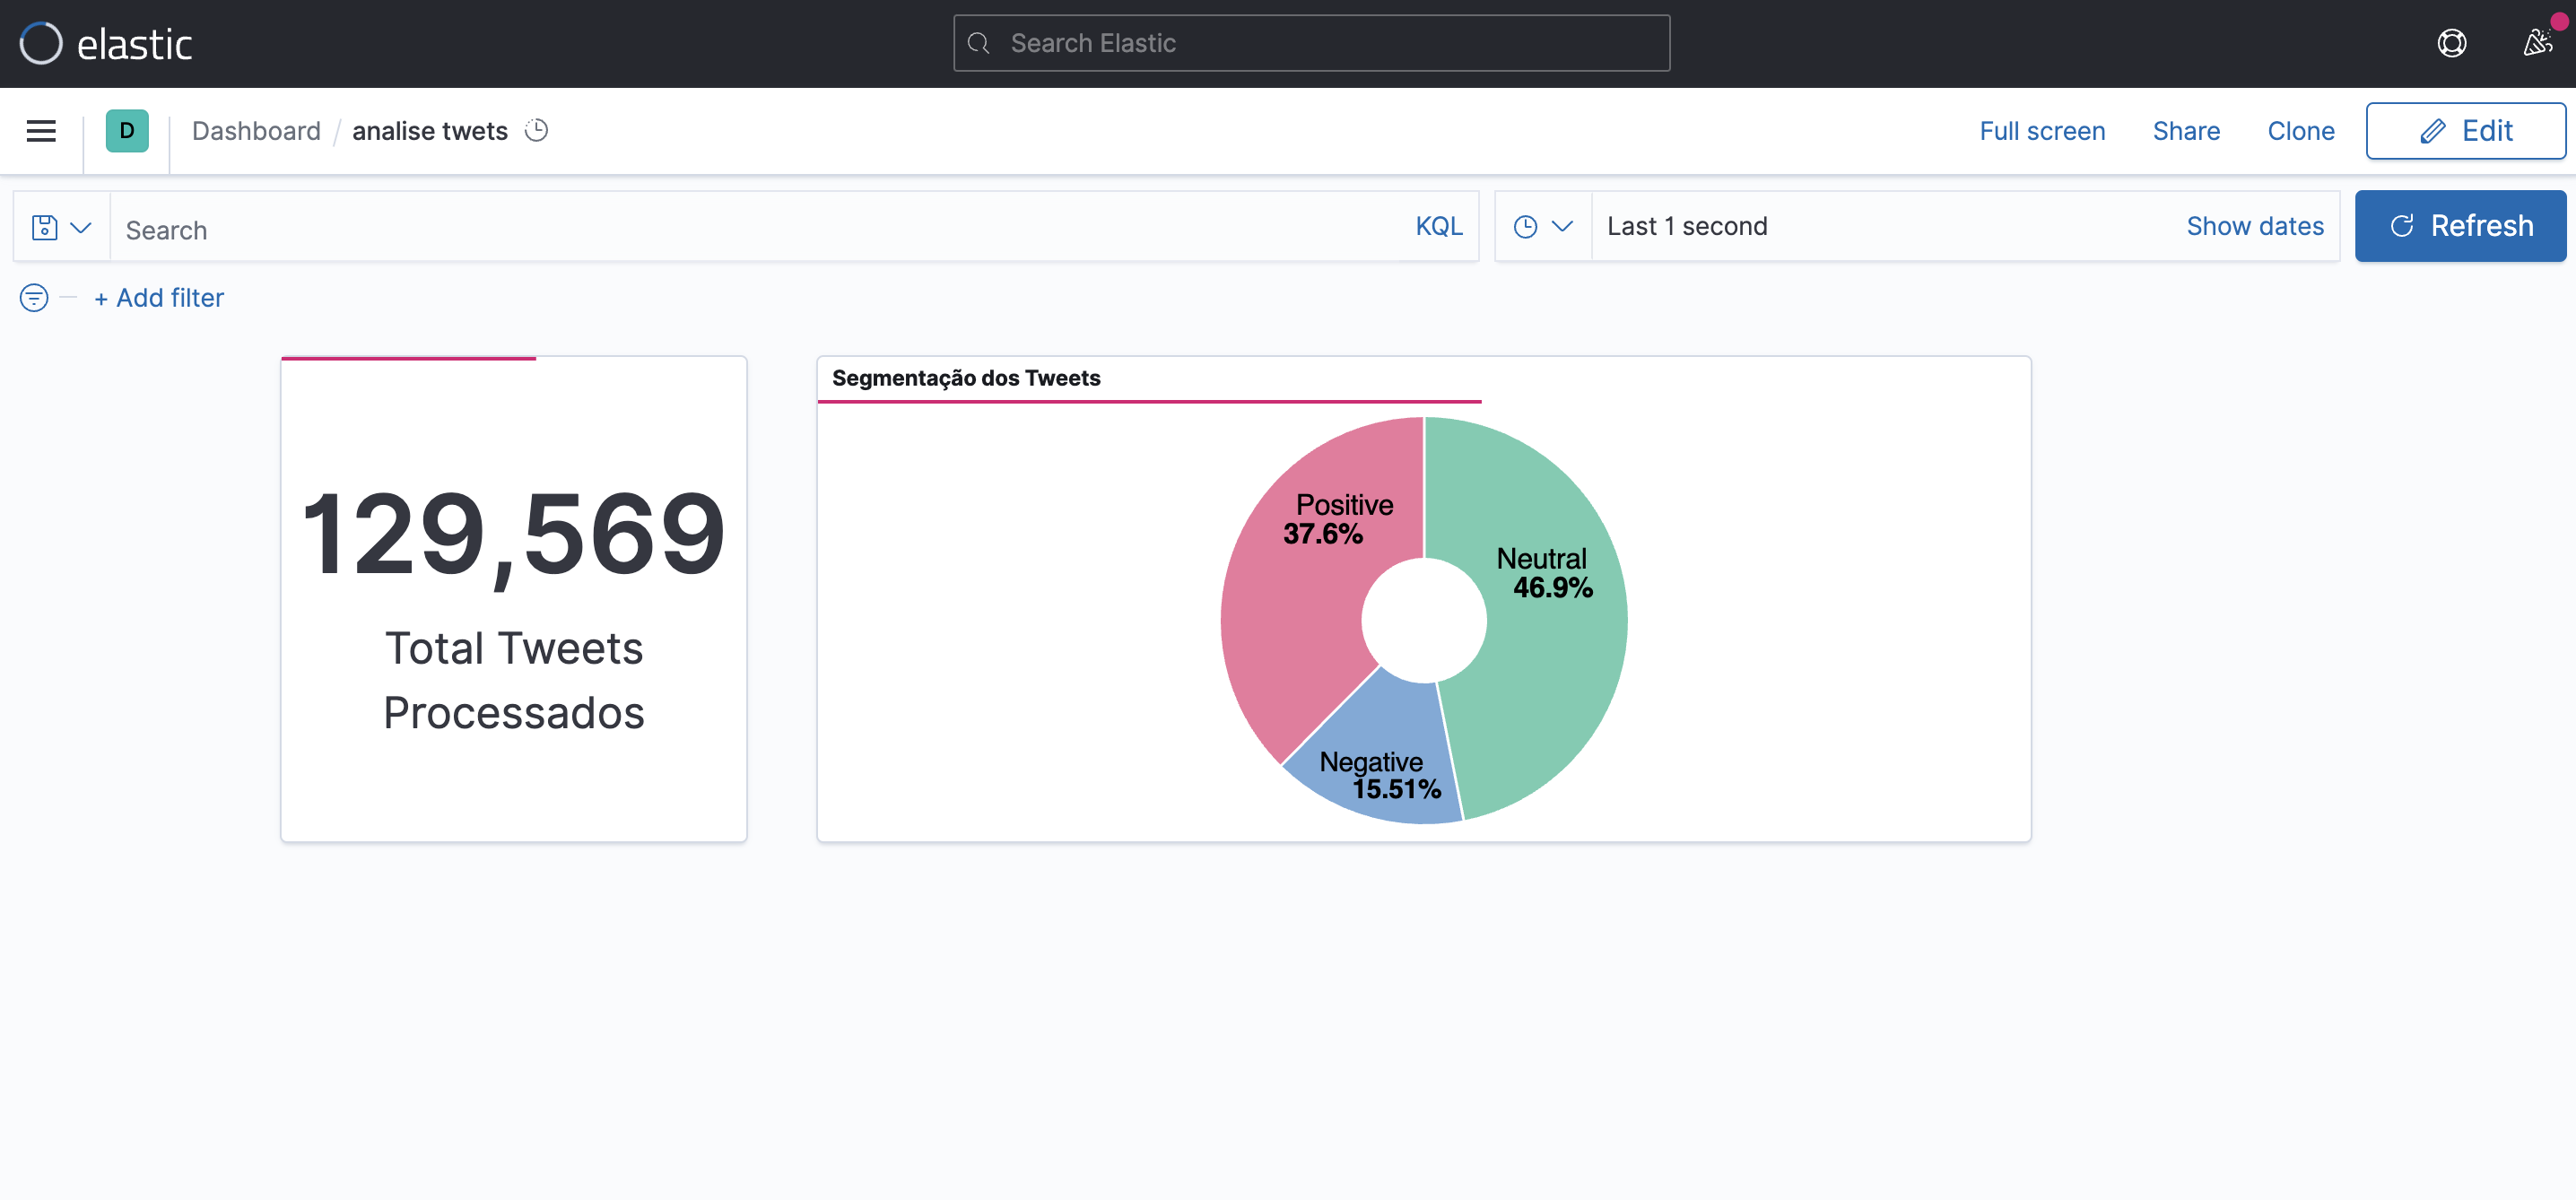 elastic
Search Elastic
D
Dashboard / analise twets
Full screen
Share
Clone
Edit
Search
KQL
Last 1 second
Show dates
Refresh
+ Add filter
129,569
Total Tweets
Processados
Segmentação dos Tweets
Positive
37.6%
Neutral
46.9%
Negative
15.51%